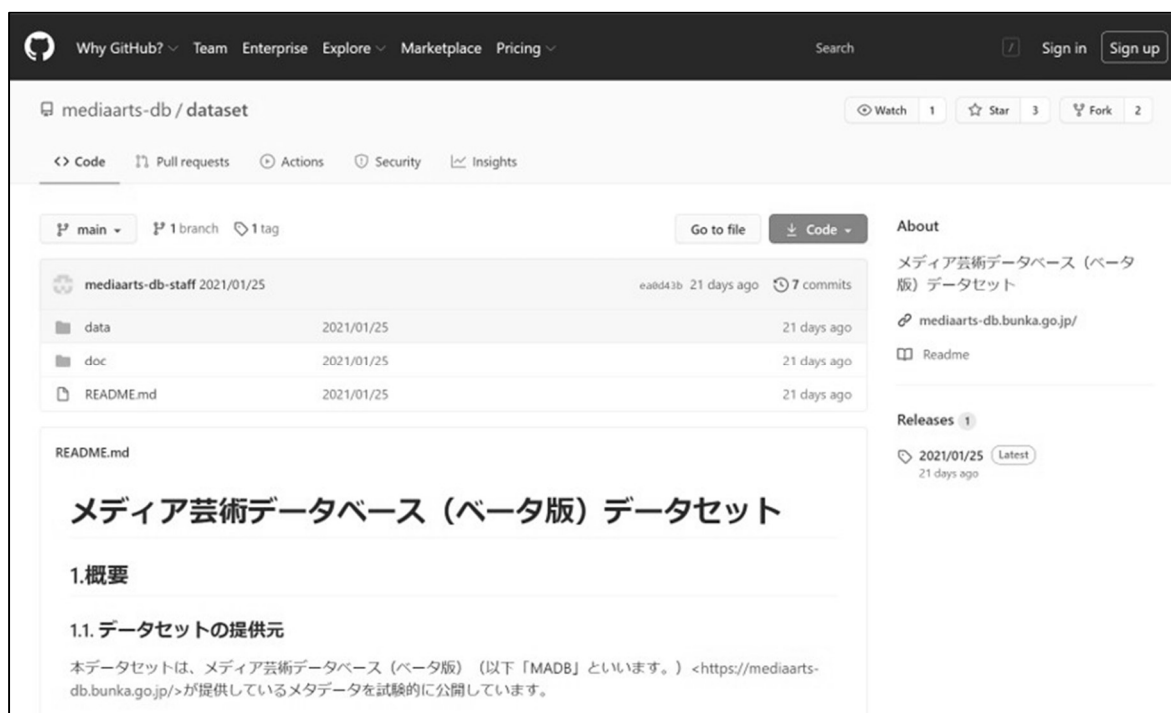 Why GitHub? Team Enterprise Explore Marketplace Pricing Search / Sign in Sign up
mediaarts-db / dataset Watch 1 Star 3 Fork 2
<> Code Pull requests Actions Security Insights
main 1 branch 1 tag Go to file Code
mediaarts-db-staff 2021/01/25 ea0d43b 21 days ago 7 commits
data 2021/01/25 21 days ago
doc 2021/01/25 21 days ago
README.md 2021/01/25 21 days ago
README.md
メディア芸術データベース（ベータ版）データセット
1.概要
1.1. データセットの提供元
本データセットは、メディア芸術データベース（ベータ版）（以下「MADB」といいます。）<https://mediaarts-
db.bunka.go.jp/>が提供しているメタデータを試験的に公開しています。
About
メディア芸術データベース（ベータ
版）データセット
mediaarts-db.bunka.go.jp/
Readme
Releases 1
2021/01/25 Latest
21 days ago